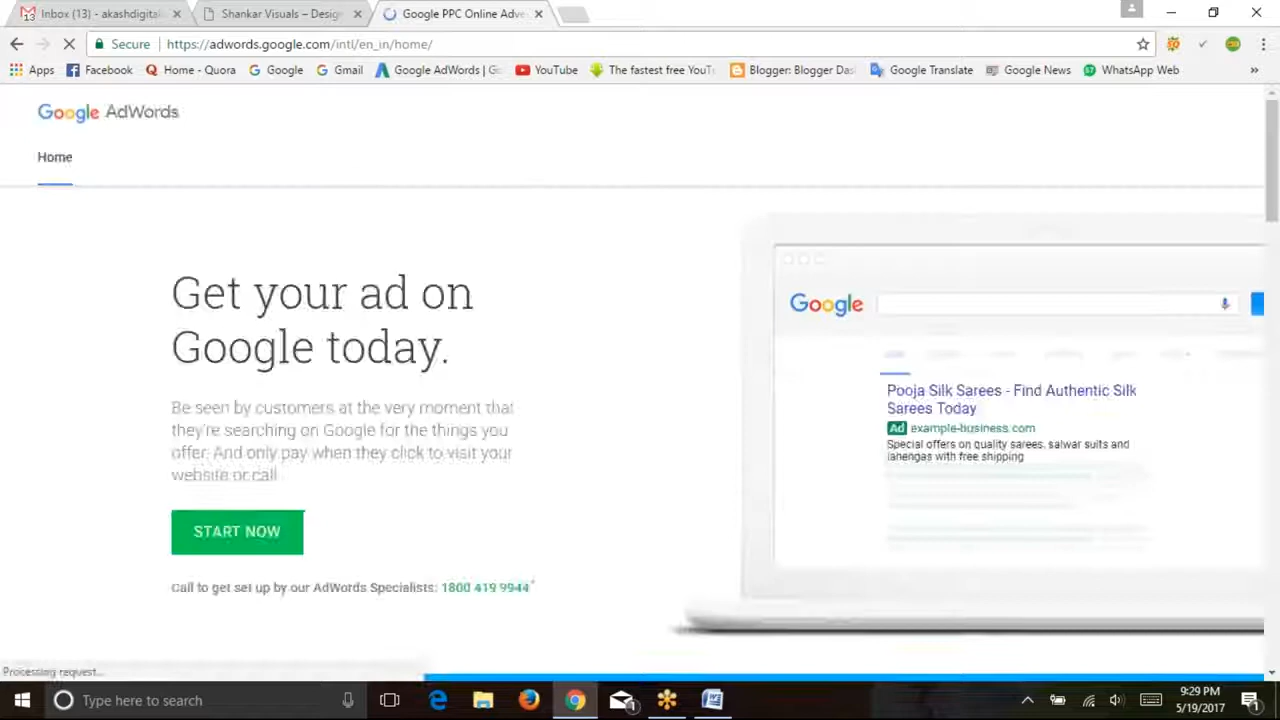 Inbox (13) - akashdigital
Shankar Visuals – Design
Google PPC Online Adve
Secure
https://adwords.google.com/intl/en_in/home/
Apps
Facebook
Home - Quora
Google
Gmail
Google AdWords | Go
YouTube
The fastest free YouT
Blogger: Blogger Das
Google Translate
Google News
WhatsApp Web
»
Google AdWords
Home
Get your ad on
Google today.
Be seen by customers at the very moment that
they're searching on Google for the things you
offer. And only pay when they click to visit your
website or call.
START NOW
Call to get set up by our AdWords Specialists: 1800 419 9944*
Google
Pooja Silk Sarees - Find Authentic Silk
Sarees Today
Ad example-business.com
Special offers on quality sarees, salwar suits and
lehengas with free shipping
Processing request...
Type here to search
9:29 PM
5/19/2017